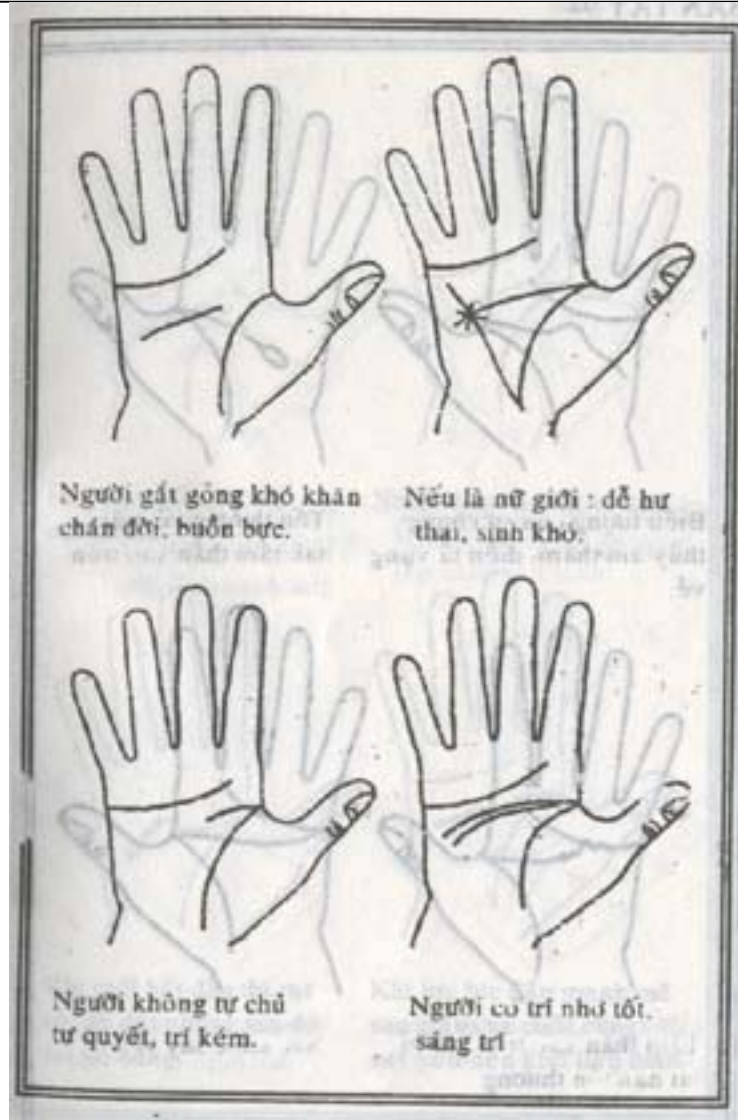 Người gắt gỏng khó khăn
chán đời, buồn bực.
Nếu là nữ giới : dễ hư
thai, sinh khó.
Người không tự chủ
tư quyết, trí kém.
Người có trí nhớ tốt,
sáng trí